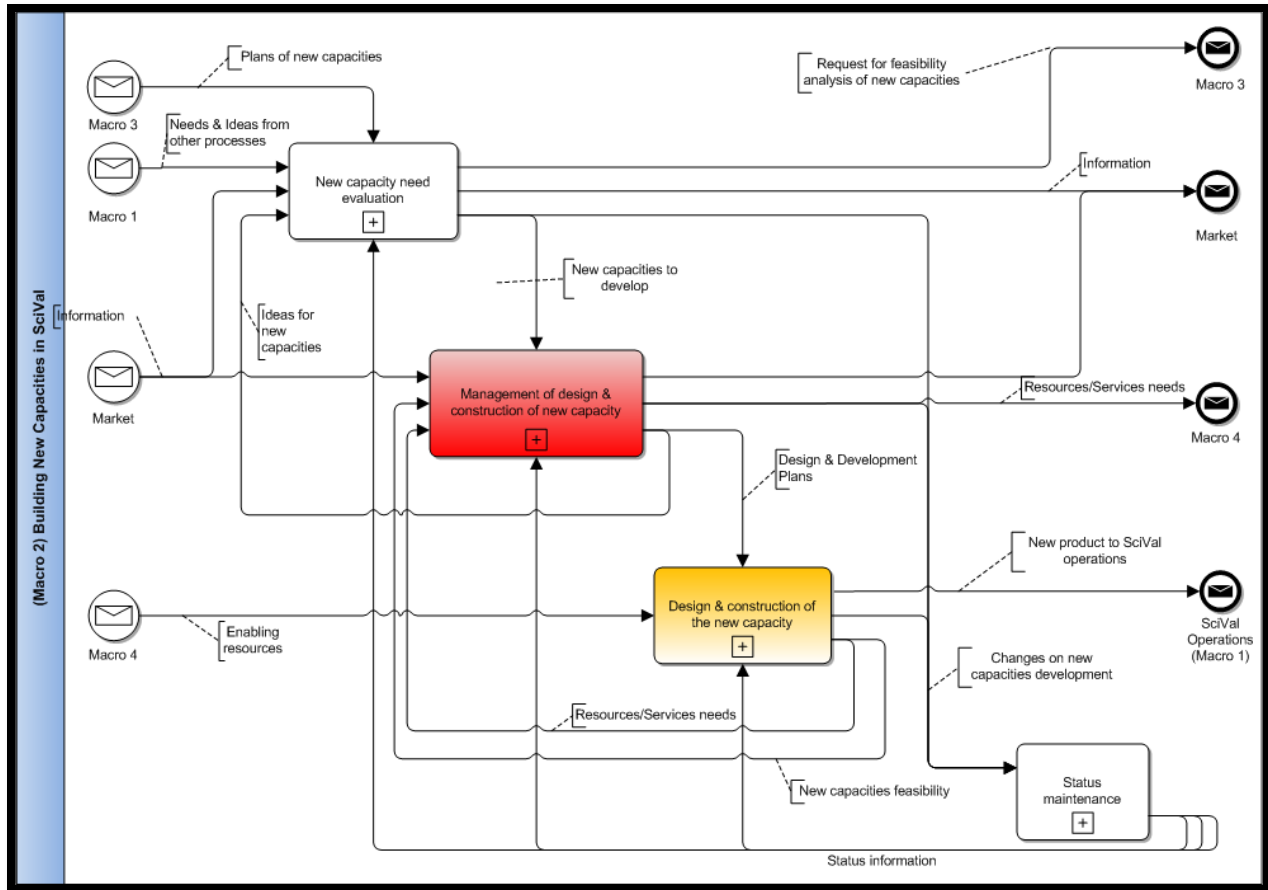 (Macro 2) Building New Capacities in SciVal
Plans of new capacities
Macro 3
Request for feasibility
analysis of new capacities
Macro 3
Needs & Ideas from
other processes
Macro 1
New capacity need
evaluation
Information
Market
New capacities to
develop
Information
Ideas for
new
capacities
Market
Management of design &
construction of new capacity
Resources/Services needs
Macro 4
Design & Development
Plans
New product to SciVal
operations
Design & construction of
the new capacity
SciVal
Operations
(Macro 1)
Enabling
resources
Macro 4
Changes on new
capacities development
Resources/Services needs
New capacities feasibility
Status
maintenance
Status information